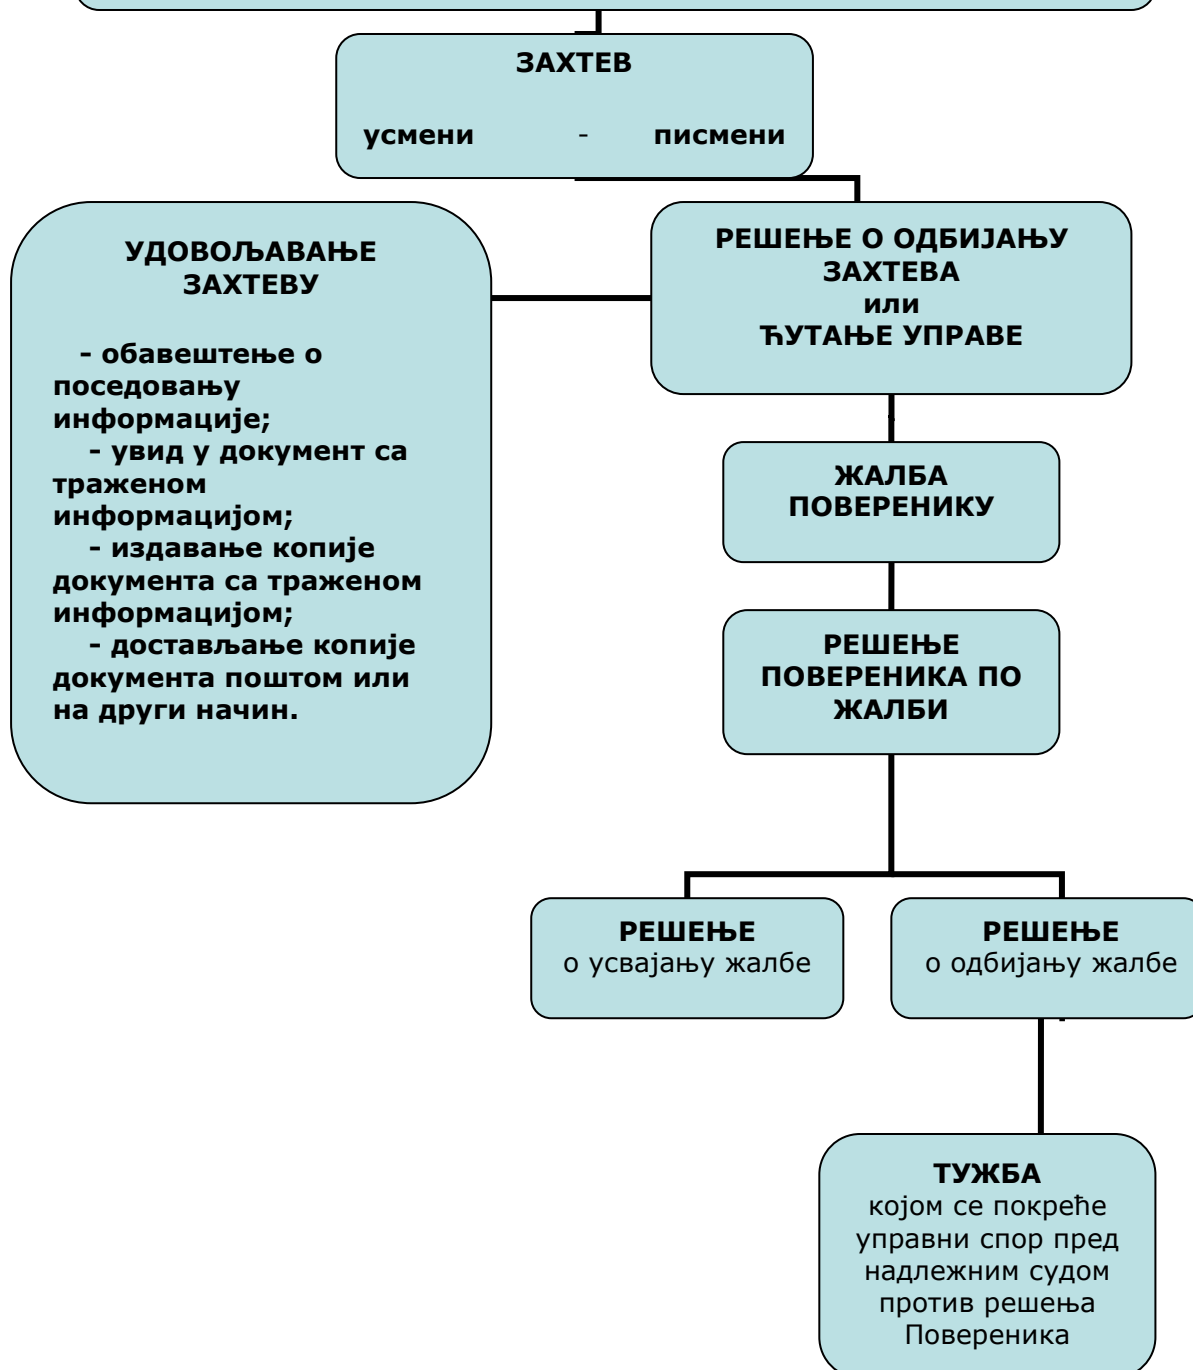 ЗАХТЕВ
усмени - писмени
УДОВОЉАВАЊЕ
ЗАХТЕВУ
- обавештење о
поседовању
информације;
- увид у документ са
траженом
информацијом;
- издавање копије
документа са траженом
информацијом;
- достављање копије
документа поштом или
на други начин.
РЕШЕЊЕ О ОДБИЈАЊУ
ЗАХТЕВА
или
ЋУТАЊЕ УПРАВЕ
ЖАЛБА
ПОВЕРЕНИКУ
РЕШЕЊЕ
ПОВЕРЕНИКА ПО
ЖАЛБИ
РЕШЕЊЕ
о усвајању жалбе
РЕШЕЊЕ
о одбијању жалбе
ТУЖБА
којом се покреће
управни спор пред
надлежним судом
против решења
Повереника